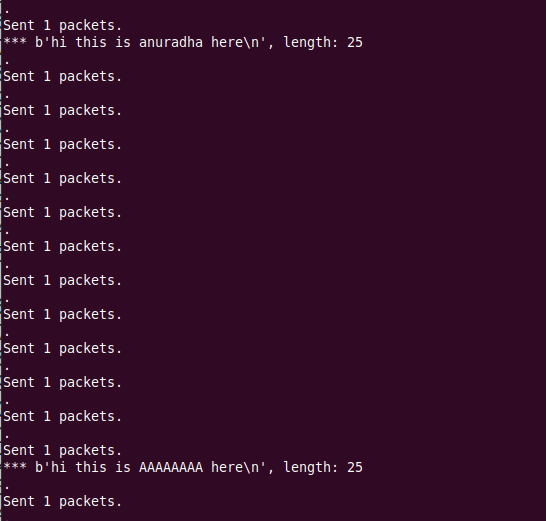 .
Sent 1 packets.
*** b'hi this is anuradha here\n', length: 25
.
Sent 1 packets.
.
Sent 1 packets.
.
Sent 1 packets.
.
Sent 1 packets.
.
Sent 1 packets.
.
Sent 1 packets.
.
Sent 1 packets.
.
Sent 1 packets.
.
Sent 1 packets.
.
Sent 1 packets.
.
Sent 1 packets.
.
Sent 1 packets.
*** b'hi this is AAAAAAAA here\n', length: 25
.
Sent 1 packets.